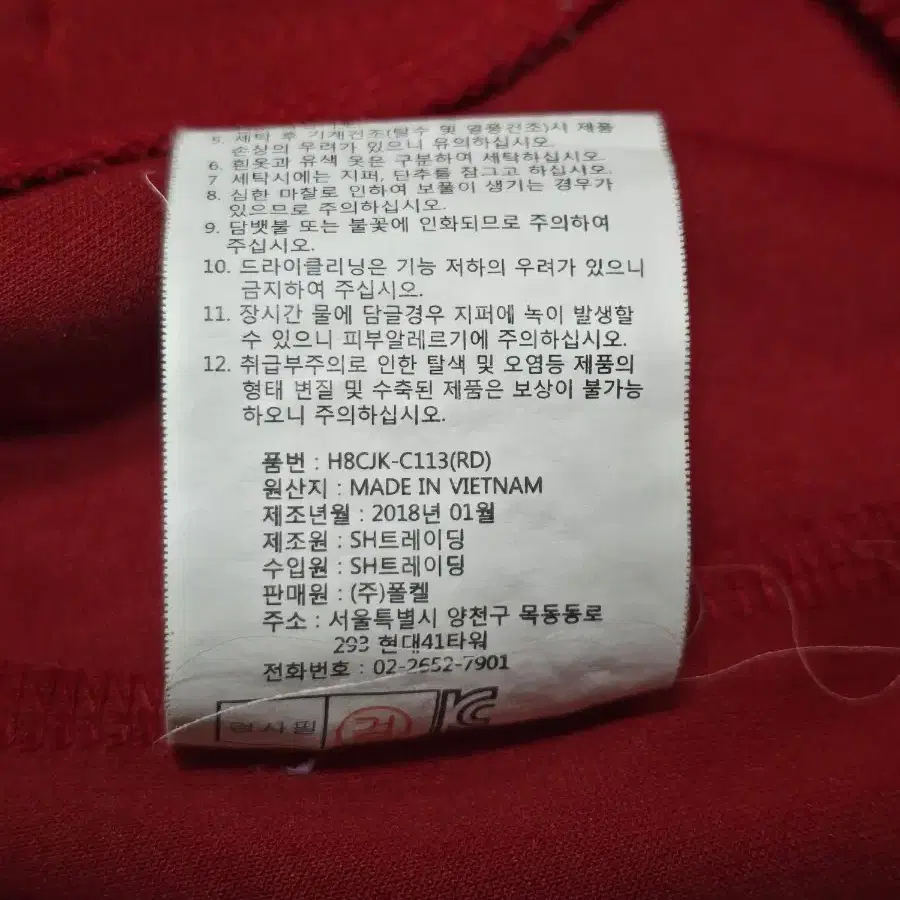 5. 세탁 후 기계건조(탈수 및 열풍건조)시 제품
손상의 우려가 있으니 유의하십시오.
6. 흰옷과 유색 옷은 구분하여 세탁하십시오.
7 세탁시에는 지퍼, 단추를 잠그고 하십시오.
8. 심한 마찰로 인하여 보풀이 생기는 경우가
있으므로 주의하십시오.
9. 담뱃불 또는 불꽃에 인화되므로 주의하여
주십시오.
10. 드라이클리닝은 기능 저하의 우려가 있으니
금지하여 주십시오.
11. 장시간 물에 담글경우 지퍼에 녹이 발생할
수 있으니 피부알레르기에 주의하십시오.
12. 취급부주의로 인한 탈색 및 오염등 제품의
형태 변질 및 수축된 제품은 보상이 불가능
하오니 주의하십시오.
품번 : H8CJK-C113(RD)
원산지 : MADE IN VIETNAM
제조년월 : 2018년 01월
제조원 : SH트레이딩
수입원 : SH트레이딩
판매원 : (주)폴켈
주소 : 서울특별시 양천구 목동동로
293 현대41타워
전화번호 : 02-2652-7901
검사필 검 KC